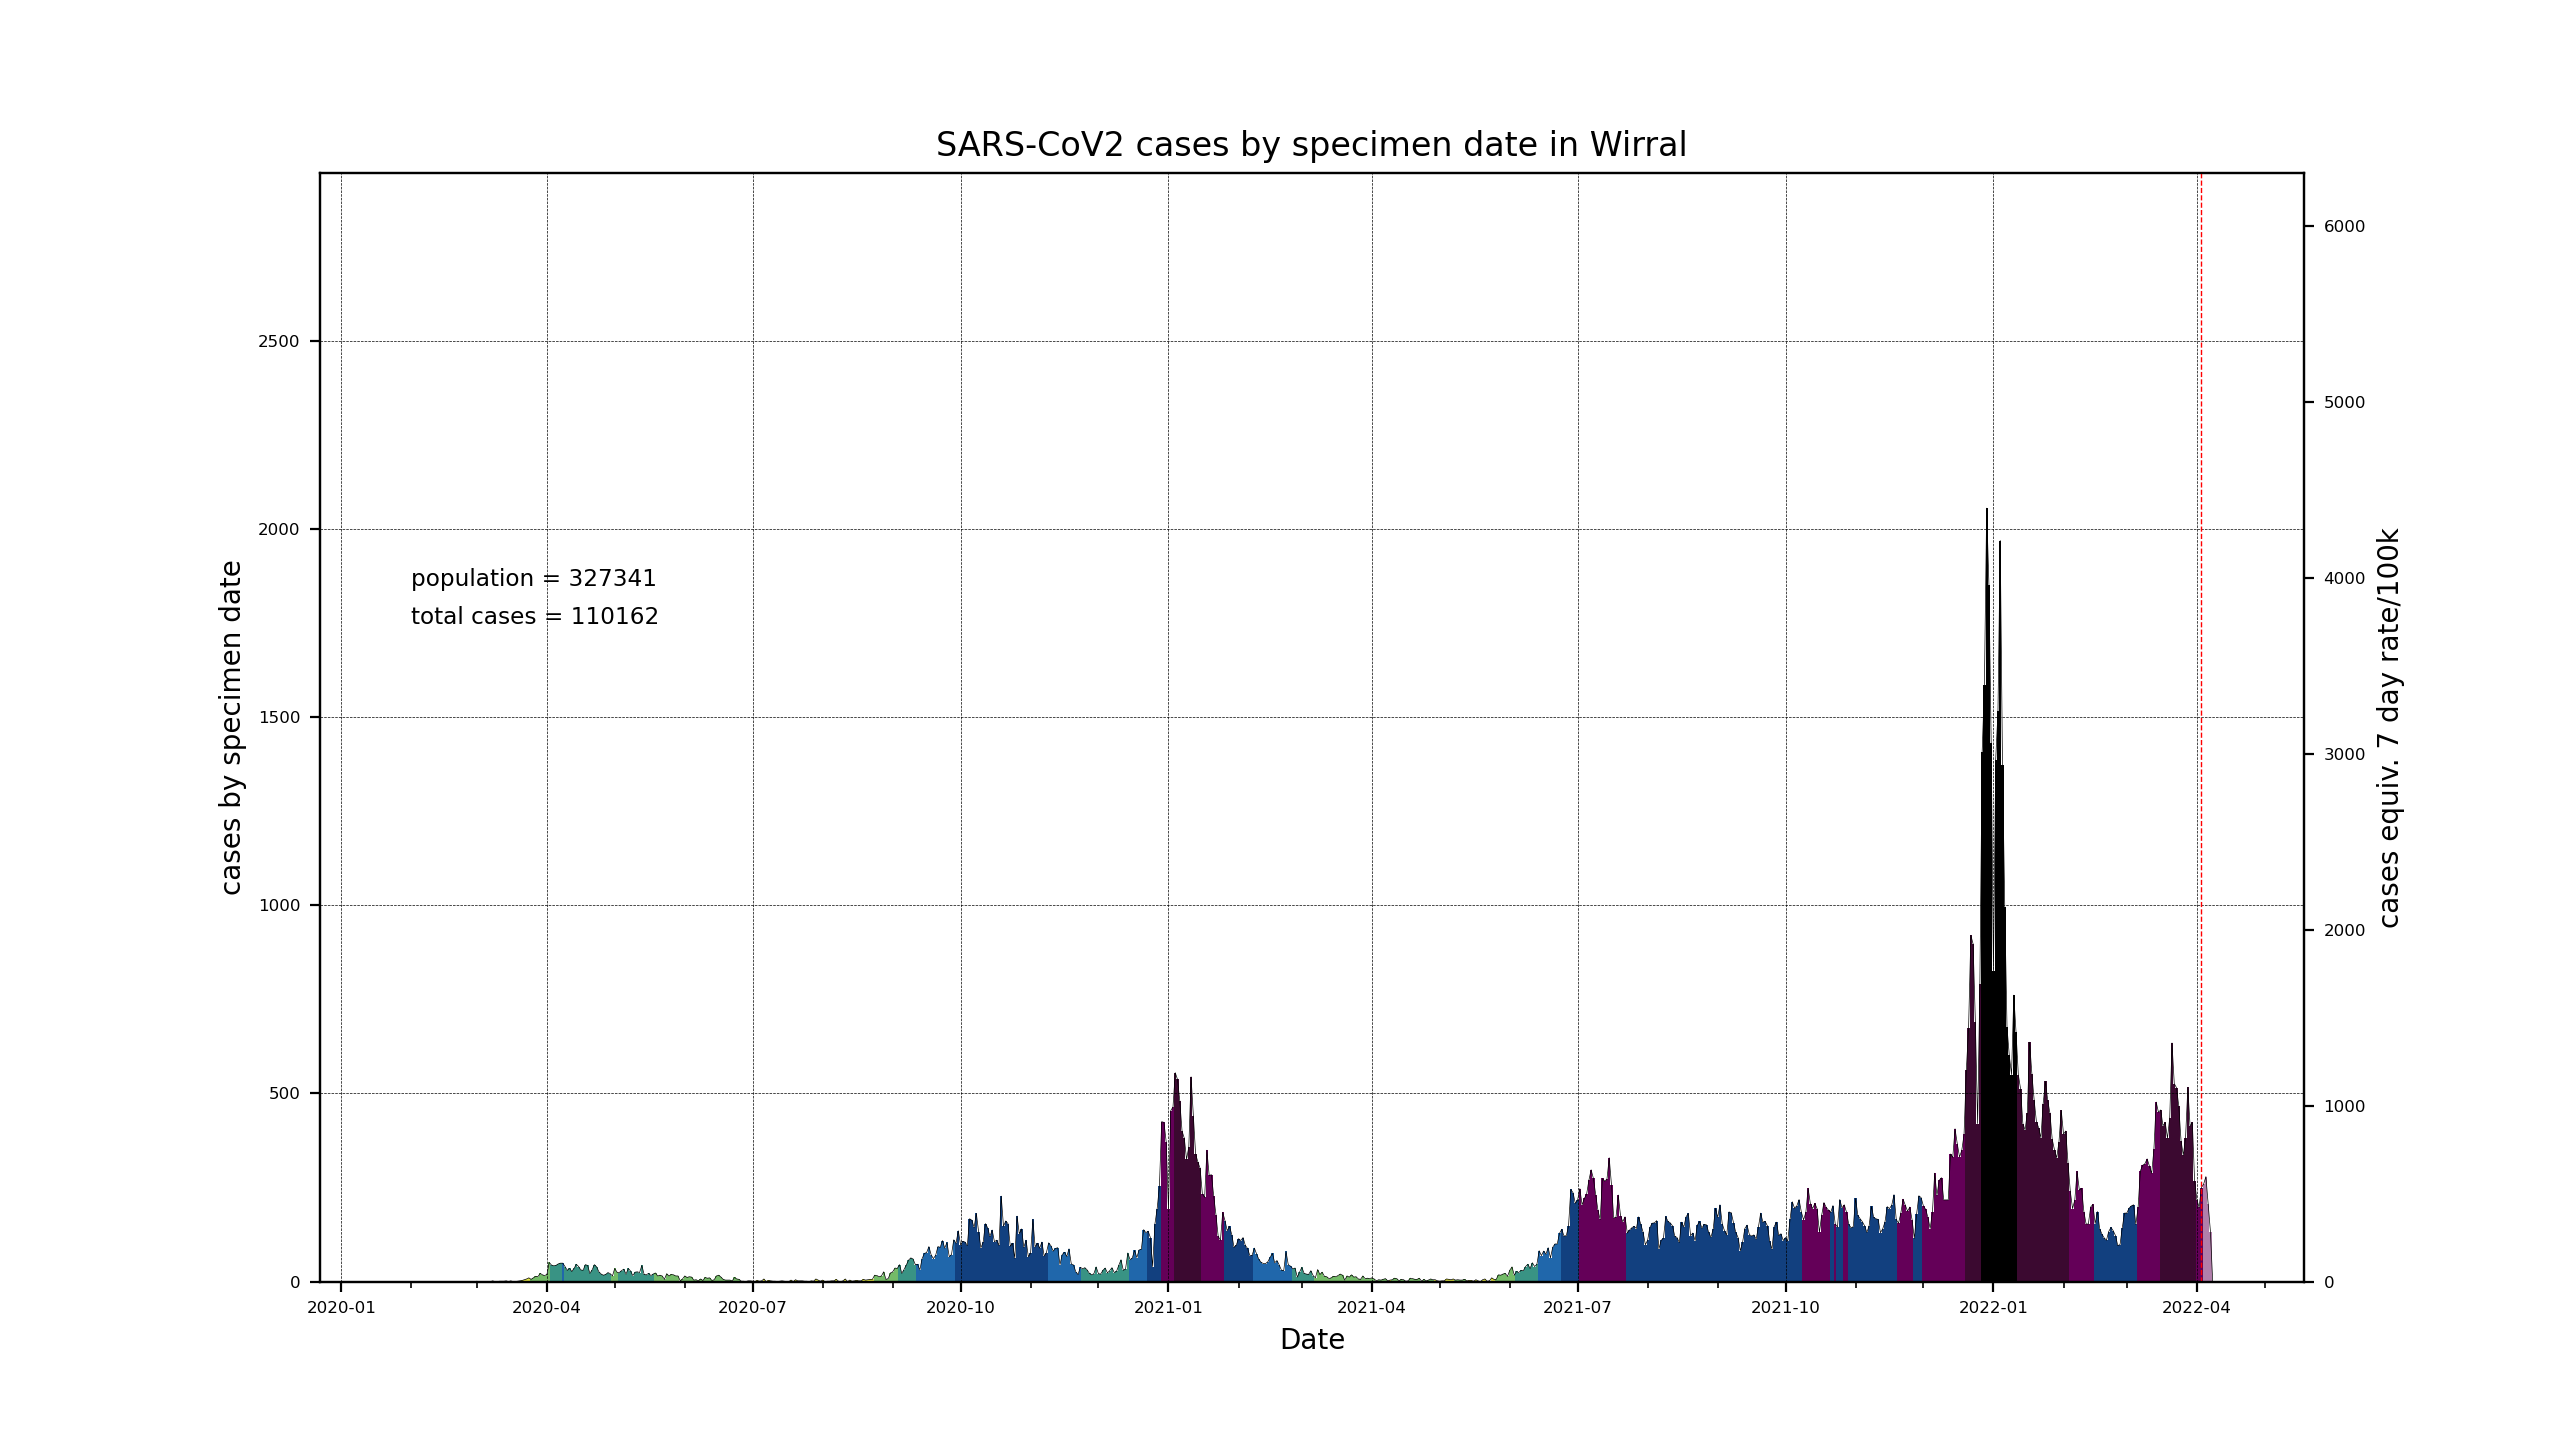 SARS-CoV2 cases by specimen date in Wirral
cases by specimen date
2500
2000
1500
1000
500
0
population = 327341
total cases = 110162
6000
5000
4000
3000
2000
1000
0
cases equiv. 7 day rate/100k
2020-01 2020-04 2020-07 2020-10 2021-01 2021-04 2021-07 2021-10 2022-01 2022-04
Date